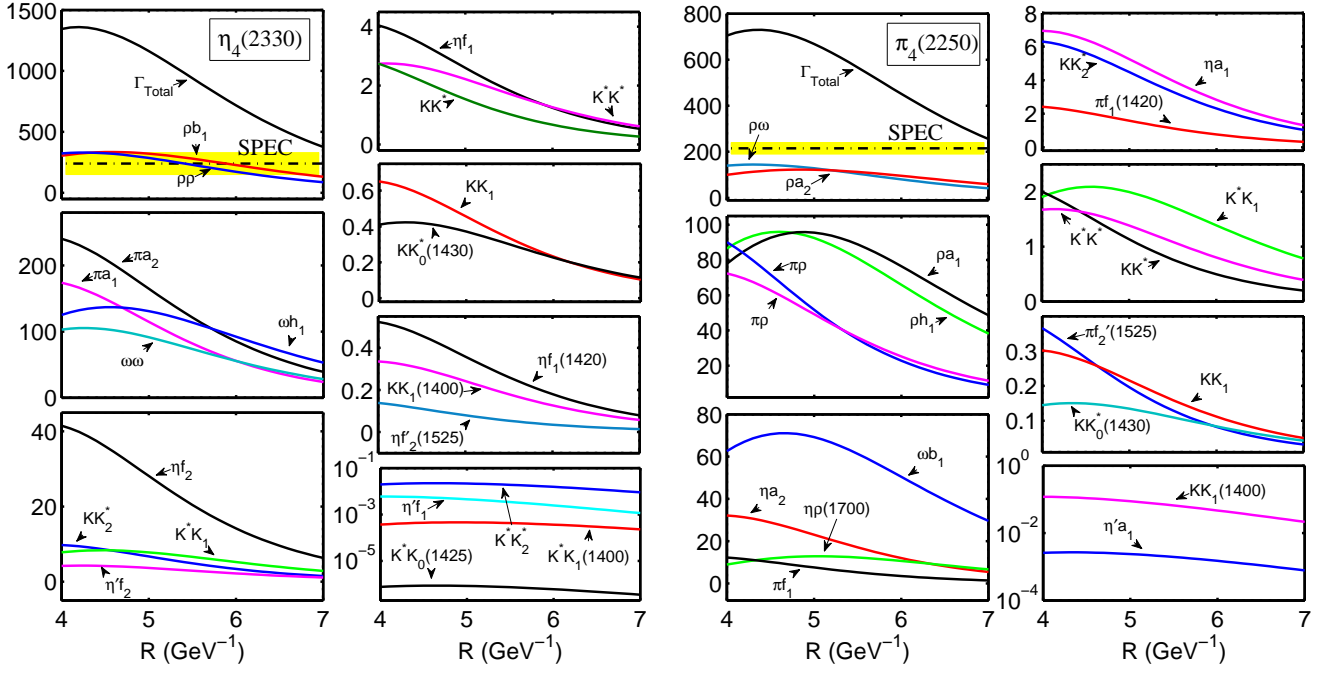 η₄(2330)
1500
1000
500
0
Γ_Total
ρb₁
SPEC
ρρ
200
100
0
πa₂
πa₁
ωh₁
ωω
40
20
0
ηf₂
KK₂^*
K^*K₁
η′f₂
4 5 6 7
R (GeV⁻¹)
4
2
0
ηf₁
K^*K^*
KK^*
0.6
0.4
0.2
0
KK₁
KK₀^*(1430)
0.4
0.2
0
ηf₁(1420)
KK₁(1400)
ηf′₂(1525)
10⁻¹
10⁻³
10⁻⁵
η′f₁
K^*K₂^*
K^*K₁(1400)
K^*K₀^*(1425)
4 5 6 7
R (GeV⁻¹)
π₄(2250)
800
600
400
200
0
Γ_Total
SPEC
ρω
ρa₂
100
80
60
40
20
πρ
ρa₁
πρ
ρh₁
80
60
40
20
0
ωb₁
ηa₂
ηρ(1700)
πf₁
4 5 6 7
R (GeV⁻¹)
8
6
4
2
0
KK₂^*
ηa₁
πf₁(1420)
2
1
0
K^*K₁
K^*K^*
KK^*
0.3
0.2
0.1
0
πf₂′(1525)
KK₁
KK₀^*(1430)
10⁰
10⁻²
10⁻⁴
KK₁(1400)
η′a₁
4 5 6 7
R (GeV⁻¹)